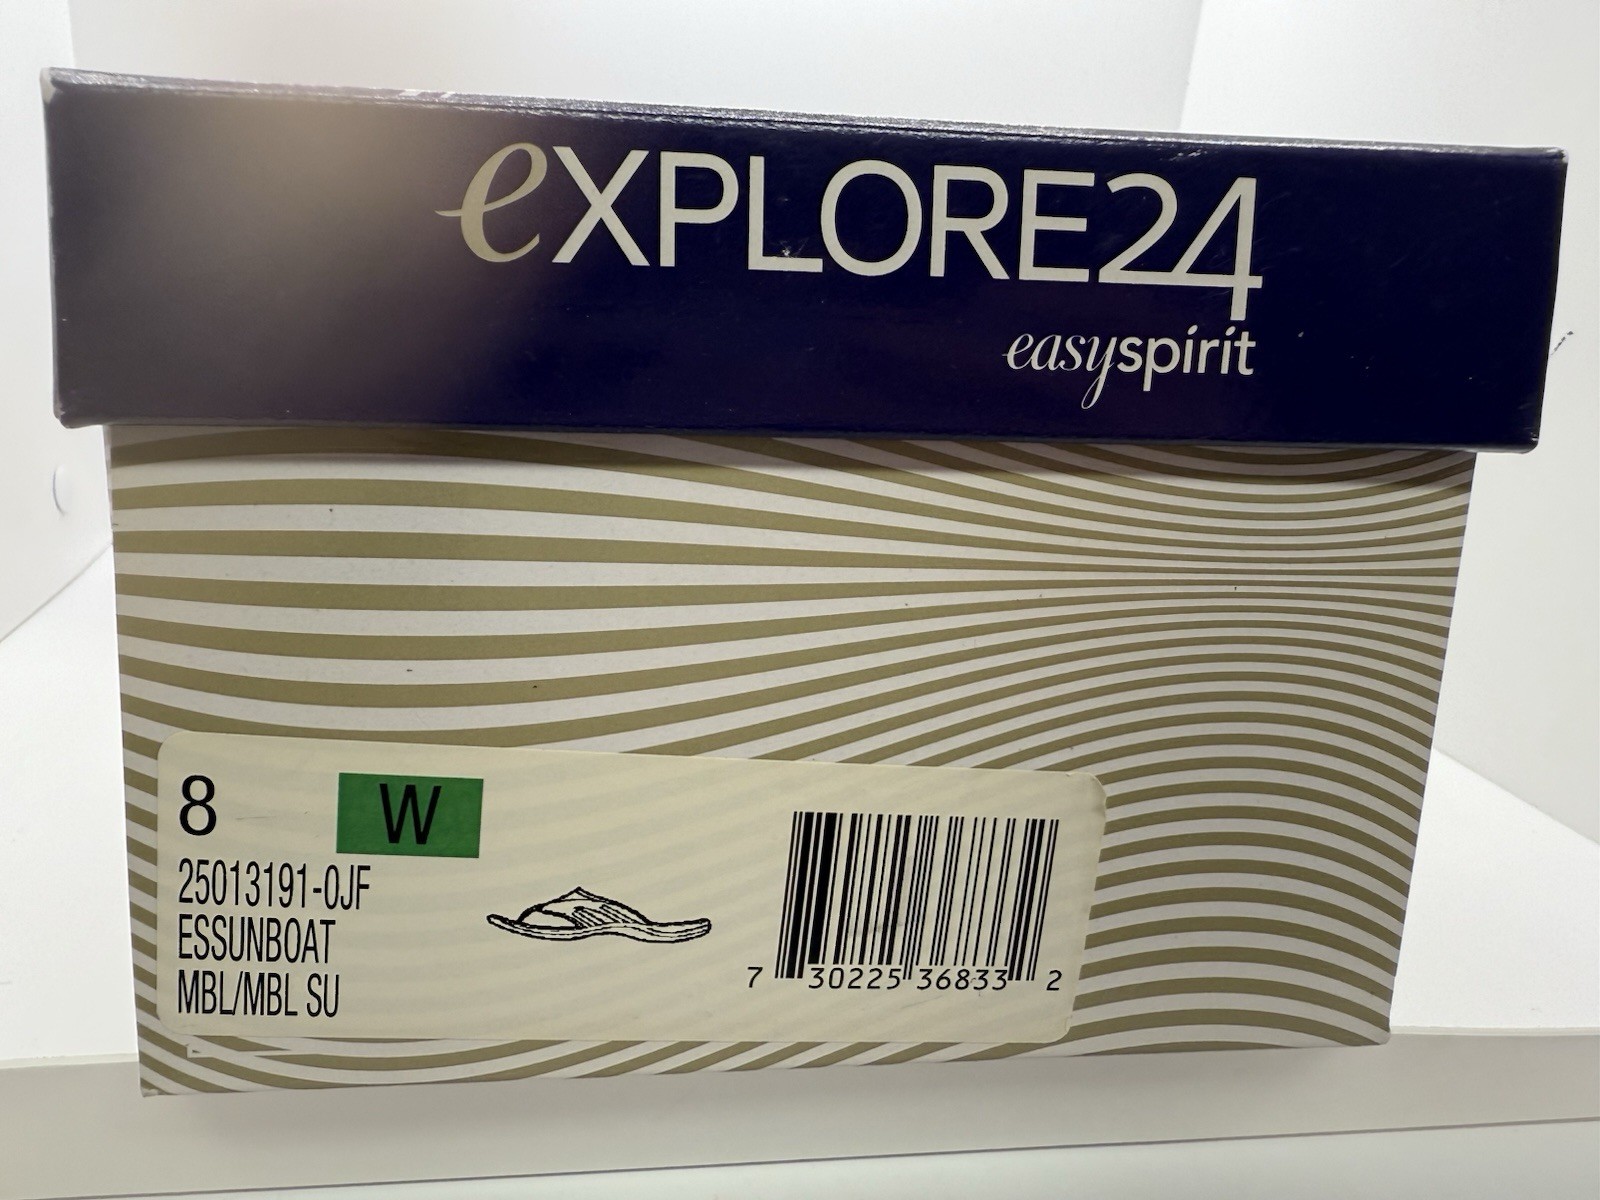 eXPLORE24
easyspirit
8 W
25013191-0JF
ESSUNBOAT
MBL/MBL SU
7 30225 36833 2